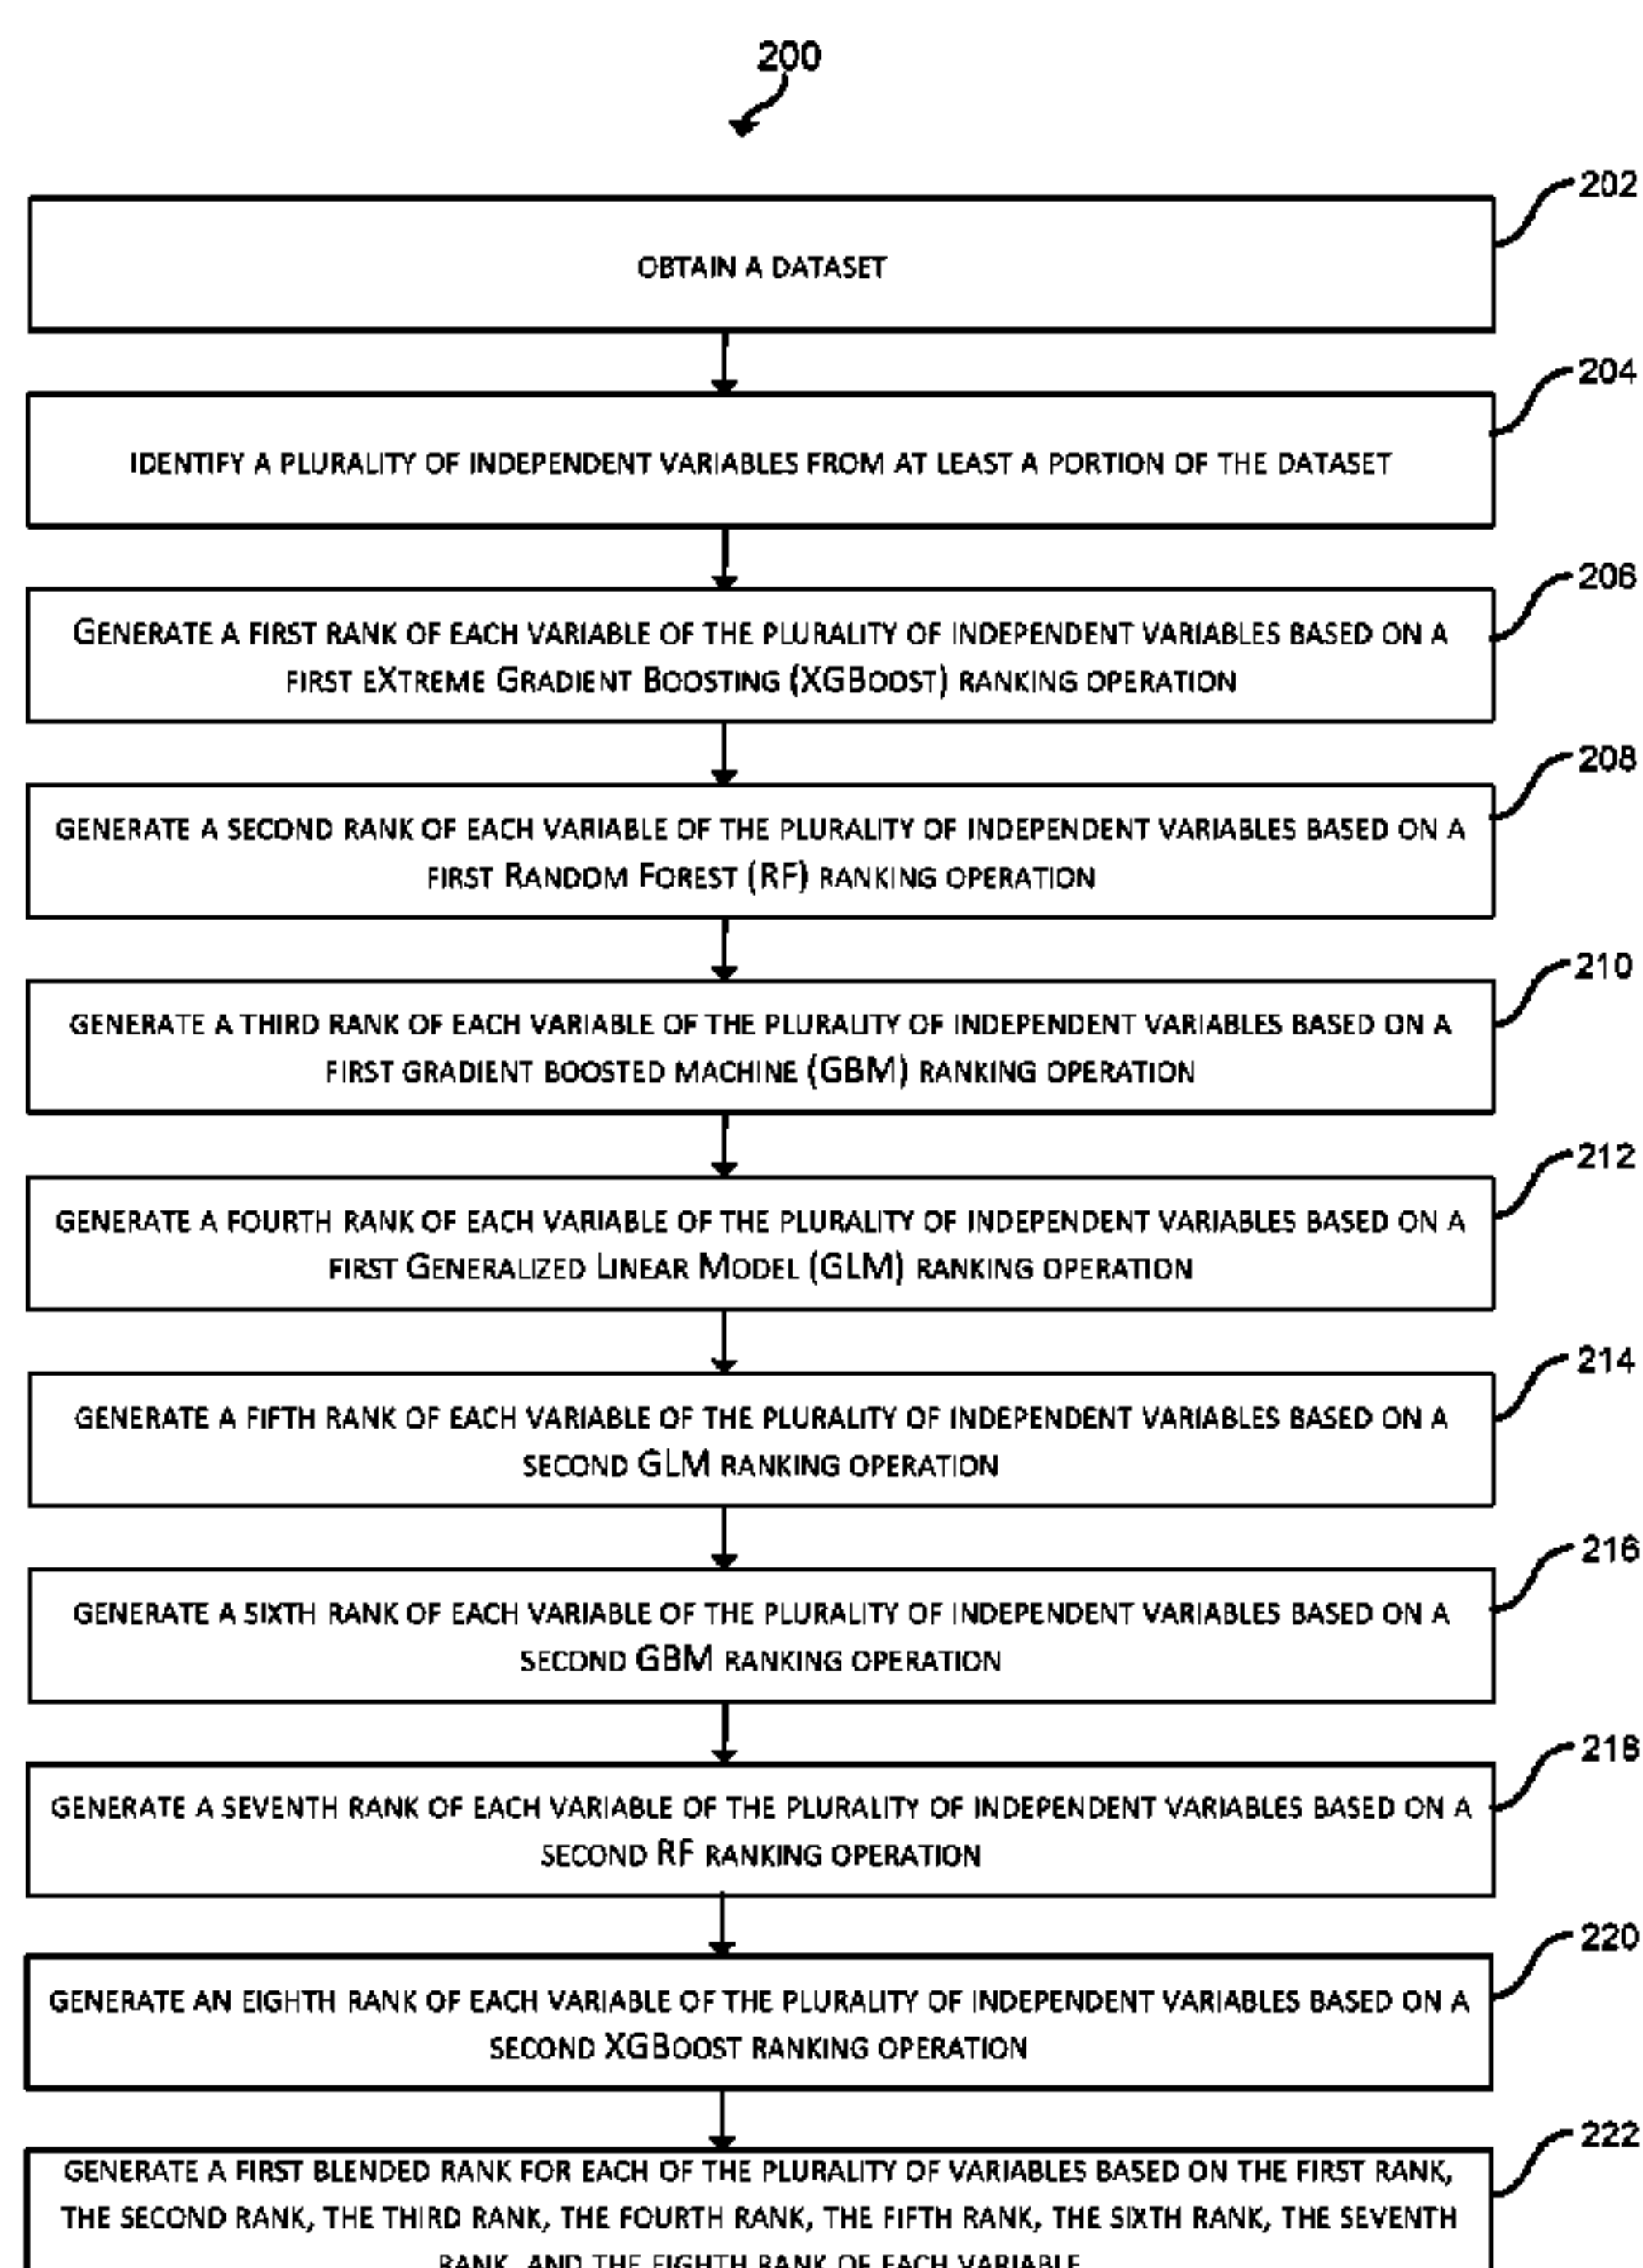 200
202
OBTAIN A DATASET
204
IDENTIFY A PLURALITY OF INDEPENDENT VARIABLES FROM AT LEAST A PORTION OF THE DATASET
206
GENERATE A FIRST RANK OF EACH VARIABLE OF THE PLURALITY OF INDEPENDENT VARIABLES BASED ON A
FIRST EXTREME GRADIENT BOOSTING (XGBOOST) RANKING OPERATION
208
GENERATE A SECOND RANK OF EACH VARIABLE OF THE PLURALITY OF INDEPENDENT VARIABLES BASED ON A
FIRST RANDOM FOREST (RF) RANKING OPERATION
210
GENERATE A THIRD RANK OF EACH VARIABLE OF THE PLURALITY OF INDEPENDENT VARIABLES BASED ON A
FIRST GRADIENT BOOSTED MACHINE (GBM) RANKING OPERATION
212
GENERATE A FOURTH RANK OF EACH VARIABLE OF THE PLURALITY OF INDEPENDENT VARIABLES BASED ON A
FIRST GENERALIZED LINEAR MODEL (GLM) RANKING OPERATION
214
GENERATE A FIFTH RANK OF EACH VARIABLE OF THE PLURALITY OF INDEPENDENT VARIABLES BASED ON A
SECOND GLM RANKING OPERATION
216
GENERATE A SIXTH RANK OF EACH VARIABLE OF THE PLURALITY OF INDEPENDENT VARIABLES BASED ON A
SECOND GBM RANKING OPERATION
218
GENERATE A SEVENTH RANK OF EACH VARIABLE OF THE PLURALITY OF INDEPENDENT VARIABLES BASED ON A
SECOND RF RANKING OPERATION
220
GENERATE AN EIGHTH RANK OF EACH VARIABLE OF THE PLURALITY OF INDEPENDENT VARIABLES BASED ON A
SECOND XGBOOST RANKING OPERATION
222
GENERATE A FIRST BLENDED RANK FOR EACH OF THE PLURALITY OF VARIABLES BASED ON THE FIRST RANK,
THE SECOND RANK, THE THIRD RANK, THE FOURTH RANK, THE FIFTH RANK, THE SIXTH RANK, THE SEVENTH
RANK, AND THE EIGHTH RANK OF EACH VARIABLE